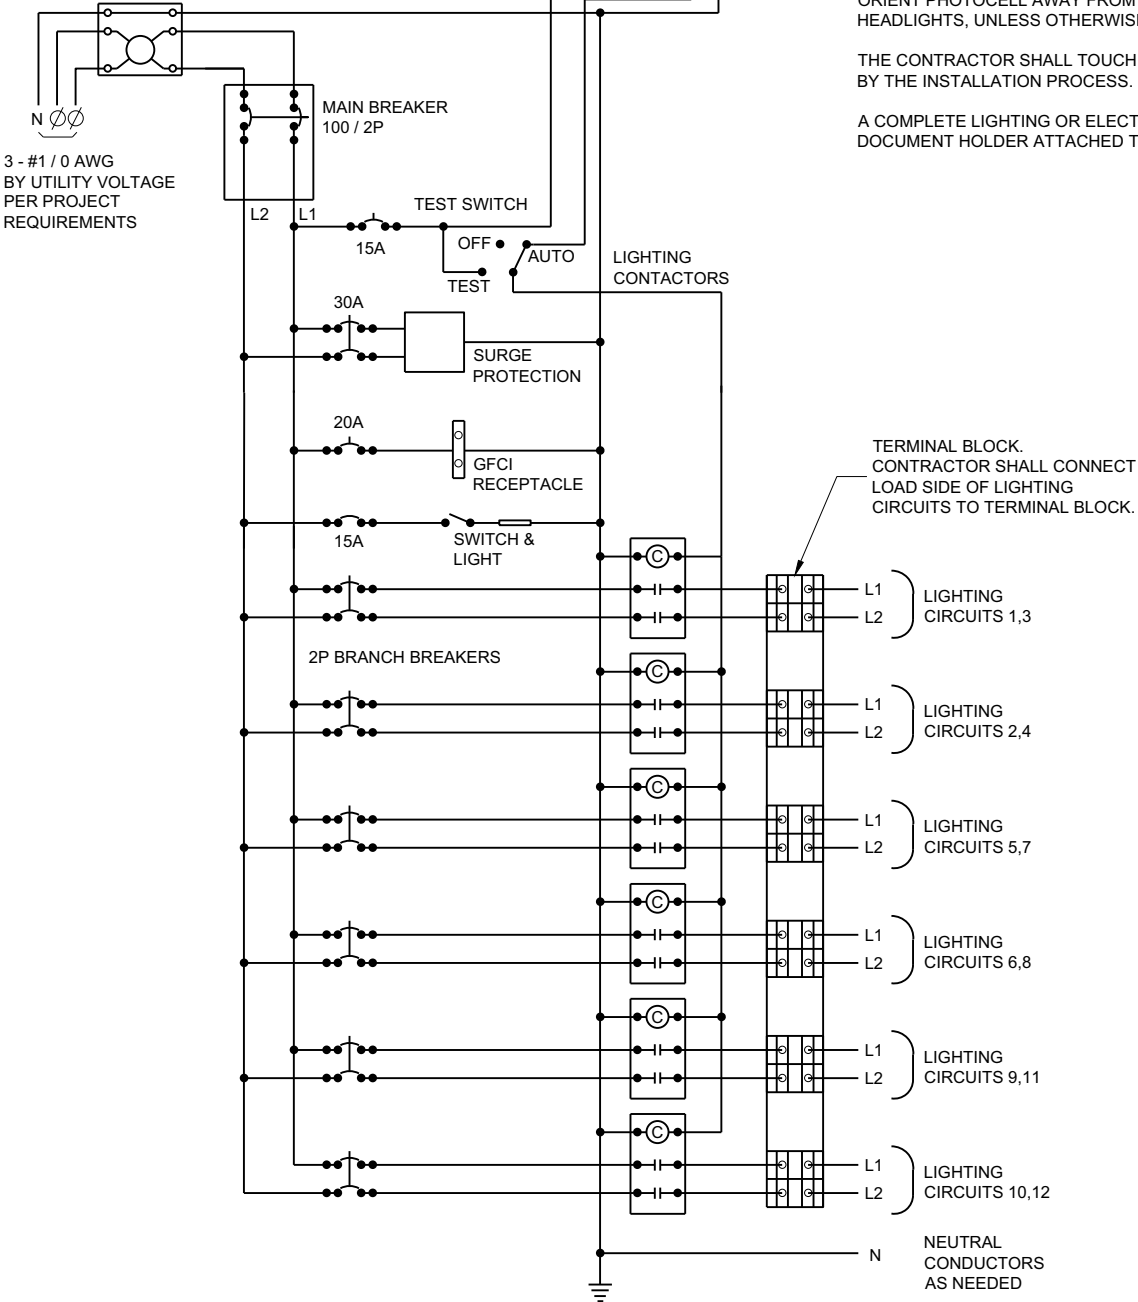 ORIENT PHOTOCELL AWAY FROM
HEADLIGHTS, UNLESS OTHERWIS
THE CONTRACTOR SHALL TOUCH
BY THE INSTALLATION PROCESS.
A COMPLETE LIGHTING OR ELECT
DOCUMENT HOLDER ATTACHED T
N ØØ
3 - #1 / 0 AWG
BY UTILITY VOLTAGE
PER PROJECT
REQUIREMENTS
MAIN BREAKER
100 / 2P
L2
L1
TEST SWITCH
15A
OFF
AUTO
TEST
LIGHTING
CONTACTORS
30A
SURGE
PROTECTION
20A
GFCI
RECEPTACLE
15A
SWITCH &
LIGHT
TERMINAL BLOCK.
CONTRACTOR SHALL CONNECT
LOAD SIDE OF LIGHTING
CIRCUITS TO TERMINAL BLOCK.
C
L1
L2
LIGHTING
CIRCUITS 1,3
2P BRANCH BREAKERS
C
L1
L2
LIGHTING
CIRCUITS 2,4
C
L1
L2
LIGHTING
CIRCUITS 5,7
C
L1
L2
LIGHTING
CIRCUITS 6,8
C
L1
L2
LIGHTING
CIRCUITS 9,11
C
L1
L2
LIGHTING
CIRCUITS 10,12
N
NEUTRAL
CONDUCTORS
AS NEEDED